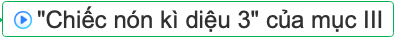 "Chiếc nón kì diệu 3" của mục III